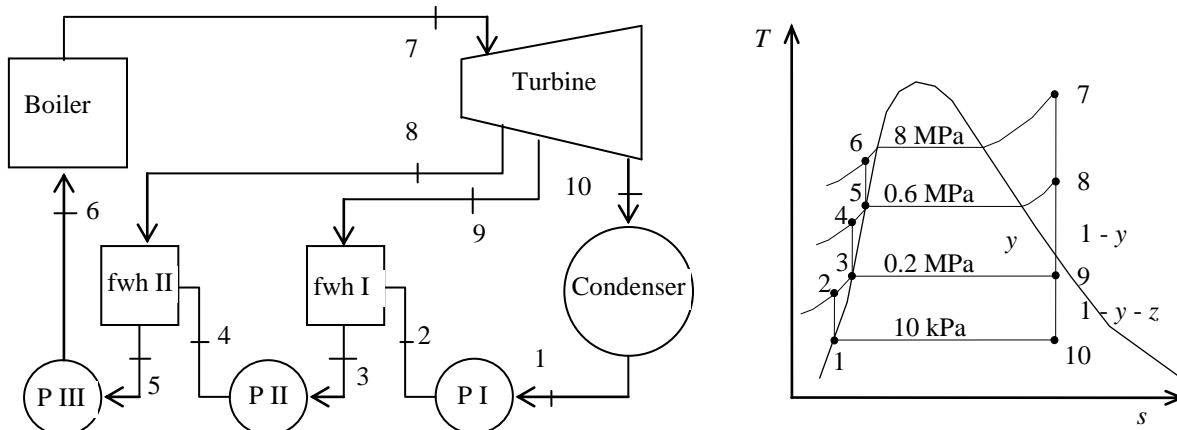 7
Turbine
Boiler
8
10
9
6
fwh II
fwh I
Condenser
4
2
1
5
3
P III
P II
P I
T
7
8 MPa
6
8
0.6 MPa
5
4
y
1 - y
3
0.2 MPa
9
2
1 - y - z
10 kPa
1
10
s